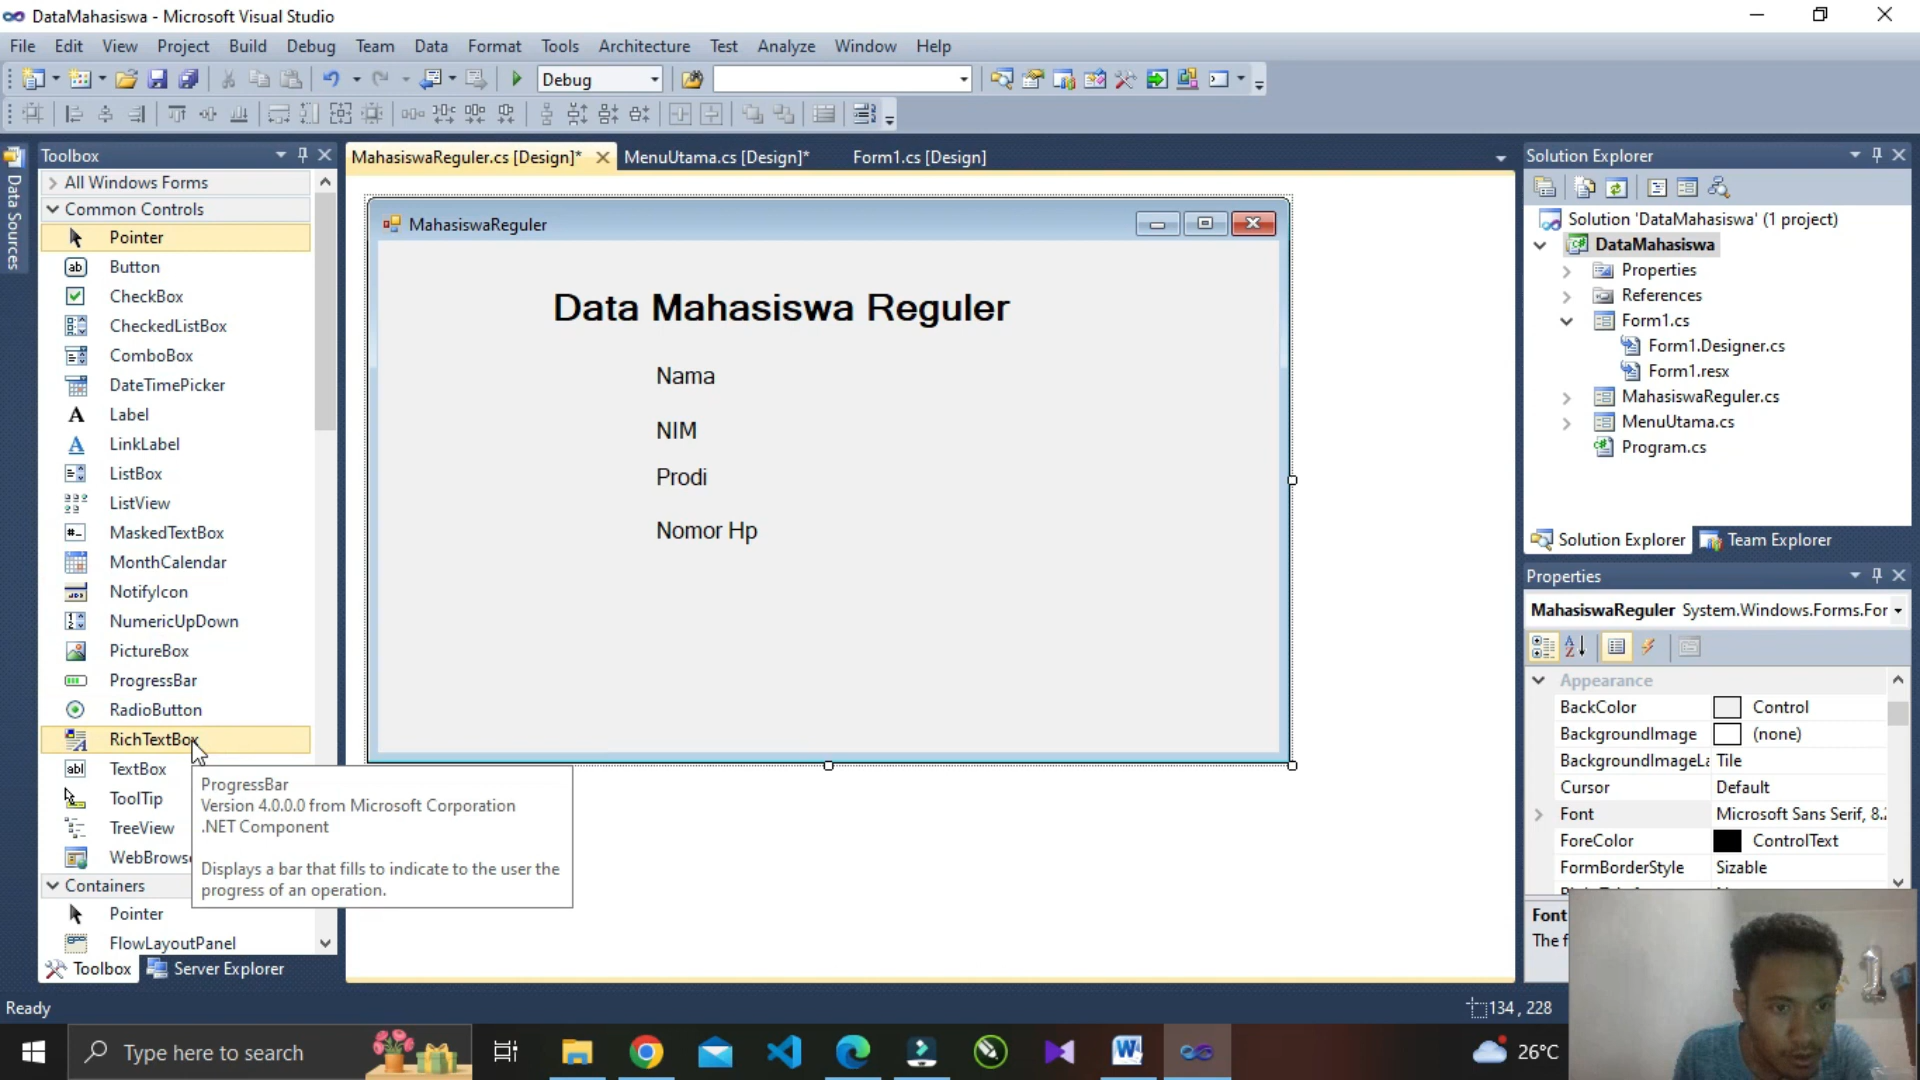 DataMahasiswa - Microsoft Visual Studio
File Edit View Project Build Debug Team Data Format Tools Architecture Test Analyze Window Help
Debug
Data Sources
Toolbox
All Windows Forms
Common Controls
Pointer
Button
CheckBox
CheckedListBox
ComboBox
DateTimePicker
Label
LinkLabel
ListBox
ListView
MaskedTextBox
MonthCalendar
NotifyIcon
NumericUpDown
PictureBox
ProgressBar
RadioButton
RichTextBox
TextBox
ToolTip
TreeView
WebBrows
Containers
Pointer
FlowLayoutPanel
Toolbox Server Explorer
ProgressBar
Version 4.0.0.0 from Microsoft Corporation
.NET Component
Displays a bar that fills to indicate to the user the
progress of an operation.
MahasiswaReguler.cs [Design]* MenuUtama.cs [Design]* Form1.cs [Design]
MahasiswaReguler
Data Mahasiswa Reguler
Nama
NIM
Prodi
Nomor Hp
Solution Explorer
Solution 'DataMahasiswa' (1 project)
DataMahasiswa
Properties
References
Form1.cs
Form1.Designer.cs
Form1.resx
MahasiswaReguler.cs
MenuUtama.cs
Program.cs
Solution Explorer Team Explorer
Properties
MahasiswaReguler System.Windows.Forms.For
Appearance
BackColor Control
BackgroundImage (none)
BackgroundImageLa Tile
Cursor Default
Font Microsoft Sans Serif, 8.2
ForeColor ControlText
FormBorderStyle Sizable
Font
The f
Ready
134 , 228
Type here to search
26°C